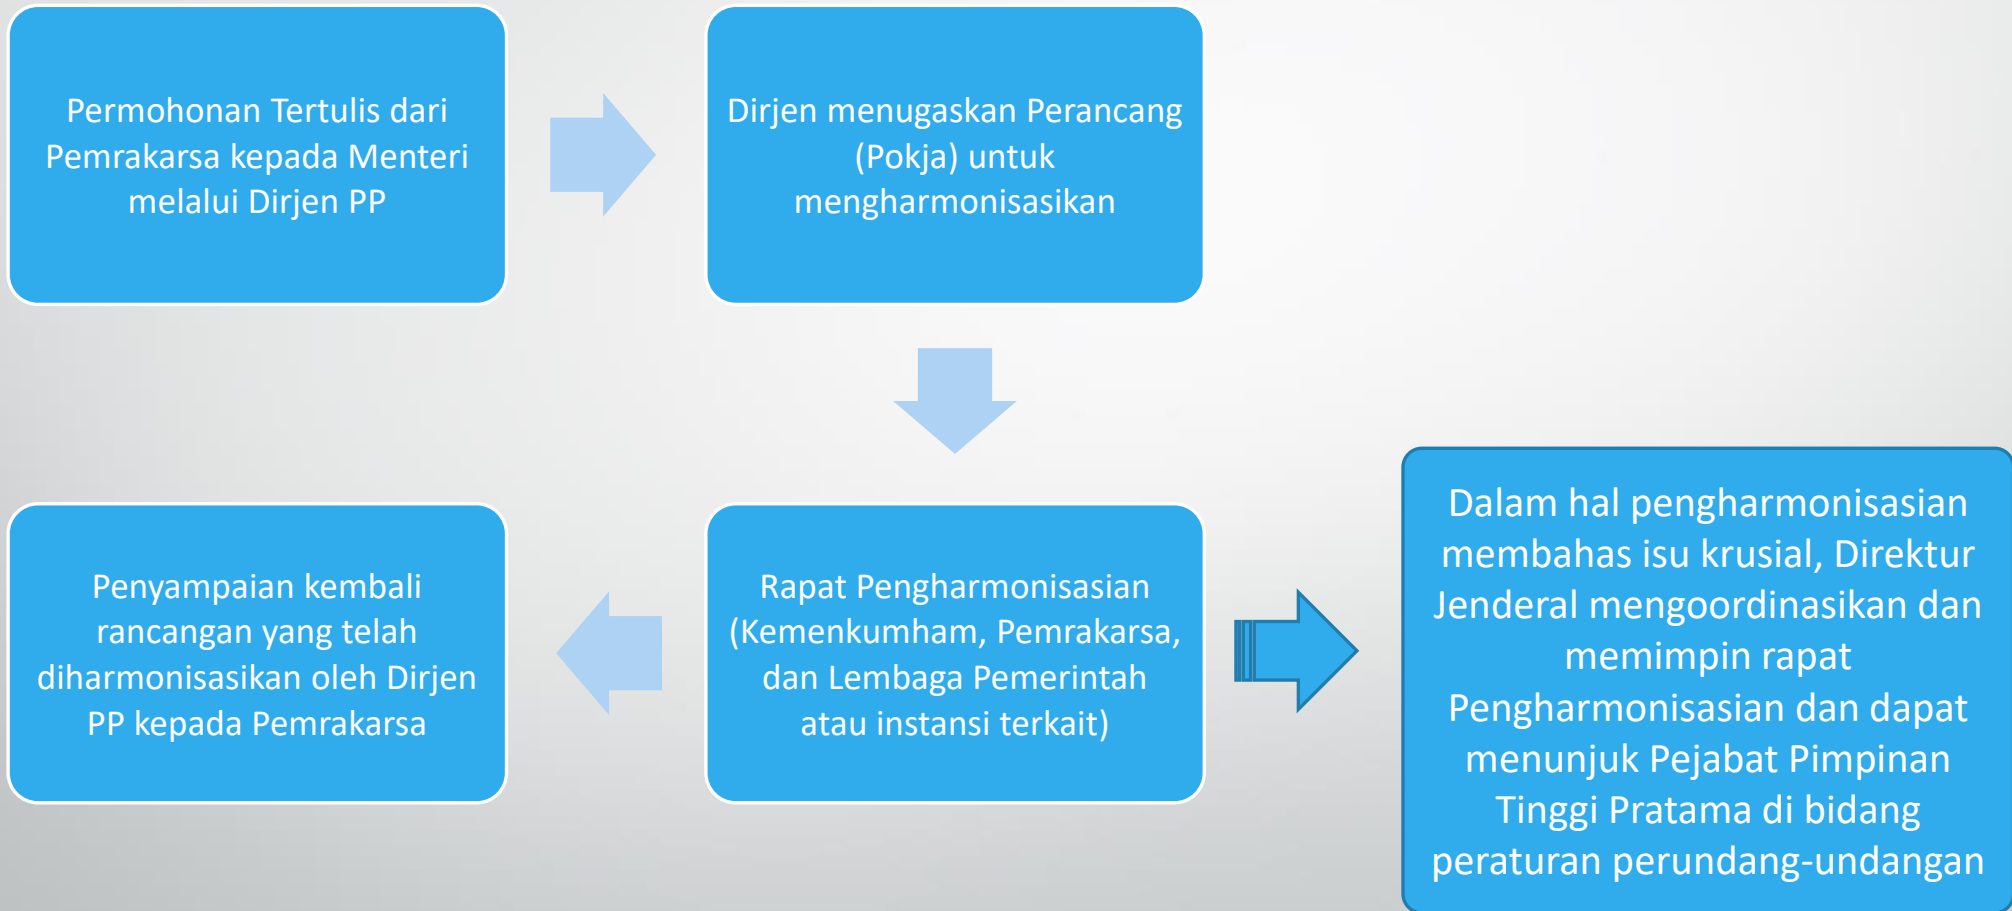 Permohonan Tertulis dari
Pemrakarsa kepada Menteri
melalui Dirjen PP
Dirjen menugaskan Perancang
(Pokja) untuk
mengharmonisasikan
Penyampaian kembali
rancangan yang telah
diharmonisasikan oleh Dirjen
PP kepada Pemrakarsa
Rapat Pengharmonisasian
(Kemenkumham, Pemrakarsa,
dan Lembaga Pemerintah
atau instansi terkait)
Dalam hal pengharmonisasian
membahas isu krusial, Direktur
Jenderal mengoordinasikan dan
memimpin rapat
Pengharmonisasian dan dapat
menunjuk Pejabat Pimpinan
Tinggi Pratama di bidang
peraturan perundang-undangan